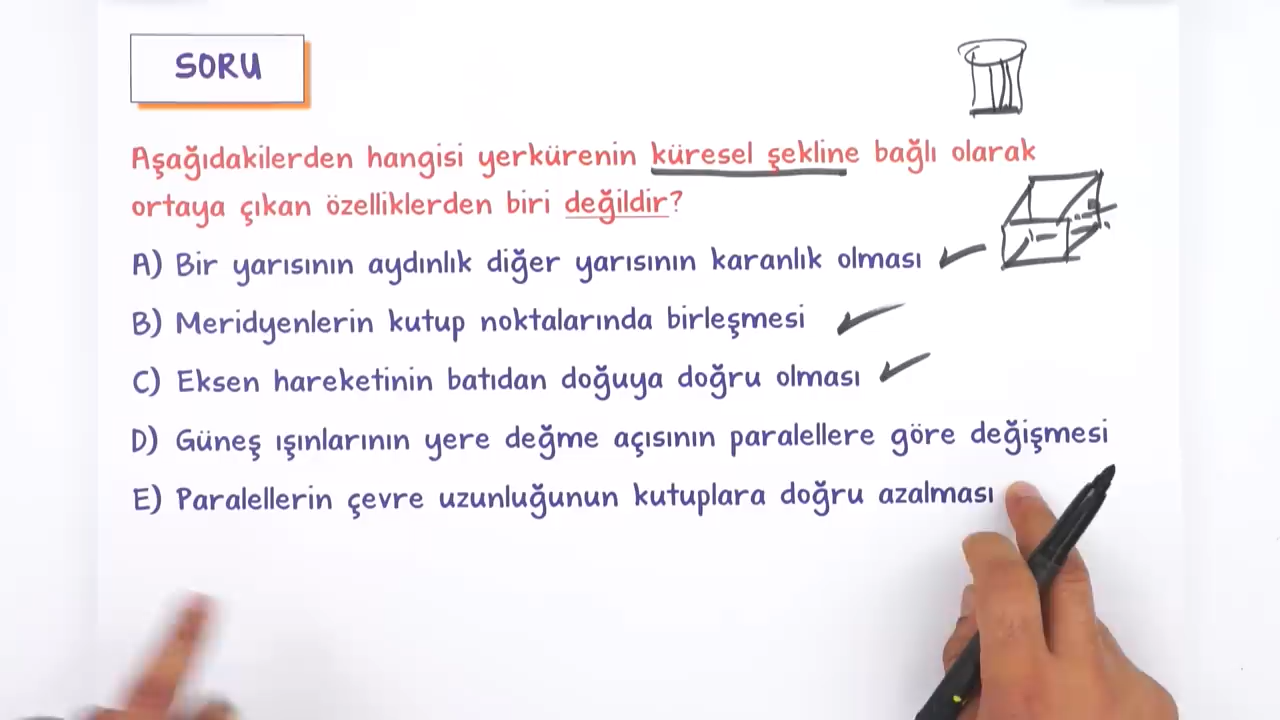 SORU
Aşağıdakilerden hangisi yerkürenin küresel şekline bağlı olarak
ortaya çıkan özelliklerden biri değildir?
A) Bir yarısının aydınlık diğer yarısının karanlık olması
B) Meridyenlerin kutup noktalarında birleşmesi
C) Eksen hareketinin batıdan doğuya doğru olması
D) Güneş ışınlarının yere değme açısının paralellere göre değişmesi
E) Paralellerin çevre uzunluğunun kutuplara doğru azalması